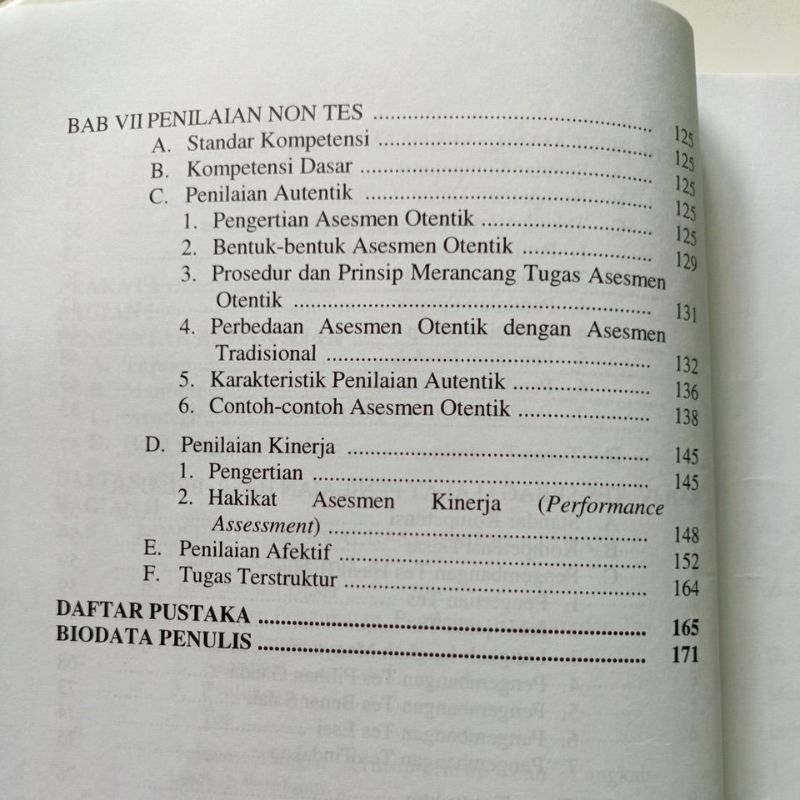 BAB VII PENILAIAN NON TES ........................................ 125
A. Standar Kompetensi ........................................ 125
B. Kompetensi Dasar ........................................ 125
C. Penilaian Autentik ........................................ 125
1. Pengertian Asesmen Otentik ........................ 125
2. Bentuk-bentuk Asesmen Otentik .................. 129
3. Prosedur dan Prinsip Merancang Tugas Asesmen
Otentik ........................................ 131
4. Perbedaan Asesmen Otentik dengan Asesmen
Tradisional ........................................ 132
5. Karakteristik Penilaian Autentik .................. 136
6. Contoh-contoh Asesmen Otentik .................. 138
D. Penilaian Kinerja ........................................ 145
1. Pengertian ........................................ 145
2. Hakikat Asesmen Kinerja (Performance
Assessment) ........................................ 148
E. Penilaian Afektif ........................................ 152
F. Tugas Terstruktur ........................................ 164
DAFTAR PUSTAKA ........................................ 165
BIODATA PENULIS ........................................ 171